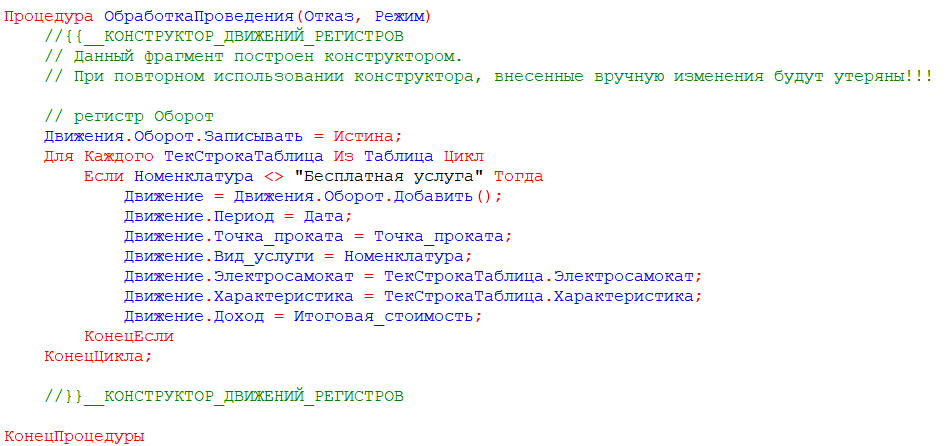 Процедура ОбработкаПроведения(Отказ, Режим)
    //{{__КОНСТРУКТОР_ДВИЖЕНИЙ_РЕГИСТРОВ
    // Данный фрагмент построен конструктором.
    // При повторном использовании конструктора, внесенные вручную изменения будут утеряны!!!

    // регистр Оборот
    Движения.Оборот.Записывать = Истина;
    Для Каждого ТекСтрокаТаблица Из Таблица Цикл
        Если Номенклатура <> "Бесплатная услуга" Тогда
            Движение = Движения.Оборот.Добавить();
            Движение.Период = Дата;
            Движение.Точка_проката = Точка_проката;
            Движение.Вид_услуги = Номенклатура;
            Движение.Электросамокат = ТекСтрокаТаблица.Электросамокат;
            Движение.Характеристика = ТекСтрокаТаблица.Характеристика;
            Движение.Доход = Итоговая_стоимость;
        КонецЕсли
    КонецЦикла;

    //}}__КОНСТРУКТОР_ДВИЖЕНИЙ_РЕГИСТРОВ

КонецПроцедуры